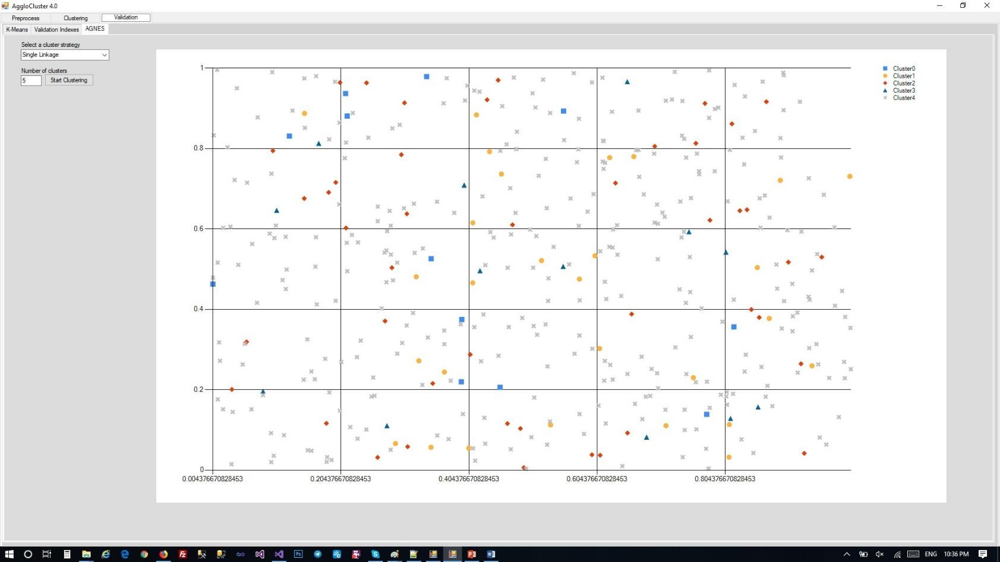 AggloCluster 4.0
Preprocess Clustering Validation
K-Means Validation Indexes AGNES
Select a cluster strategy
Single Linkage
Number of clusters
5 Start Clustering
1
0.8
0.6
0.4
0.2
0
0.004376670828453 0.204376670828453 0.404376670828453 0.604376670828453 0.804376670828453
Cluster0
Cluster1
Cluster2
Cluster3
Cluster4
ENG 10:36 PM